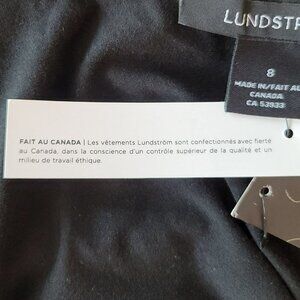 LUNDSTR
8
MADE IN/FAIT AU
CANADA
CA 53933
FAIT AU CANADA | Les vêtements Lundström sont confectionnés avec fierté
au Canada, dans la conscience d'un contrôle supérieur de la qualité et un
milieu de travail éthique.